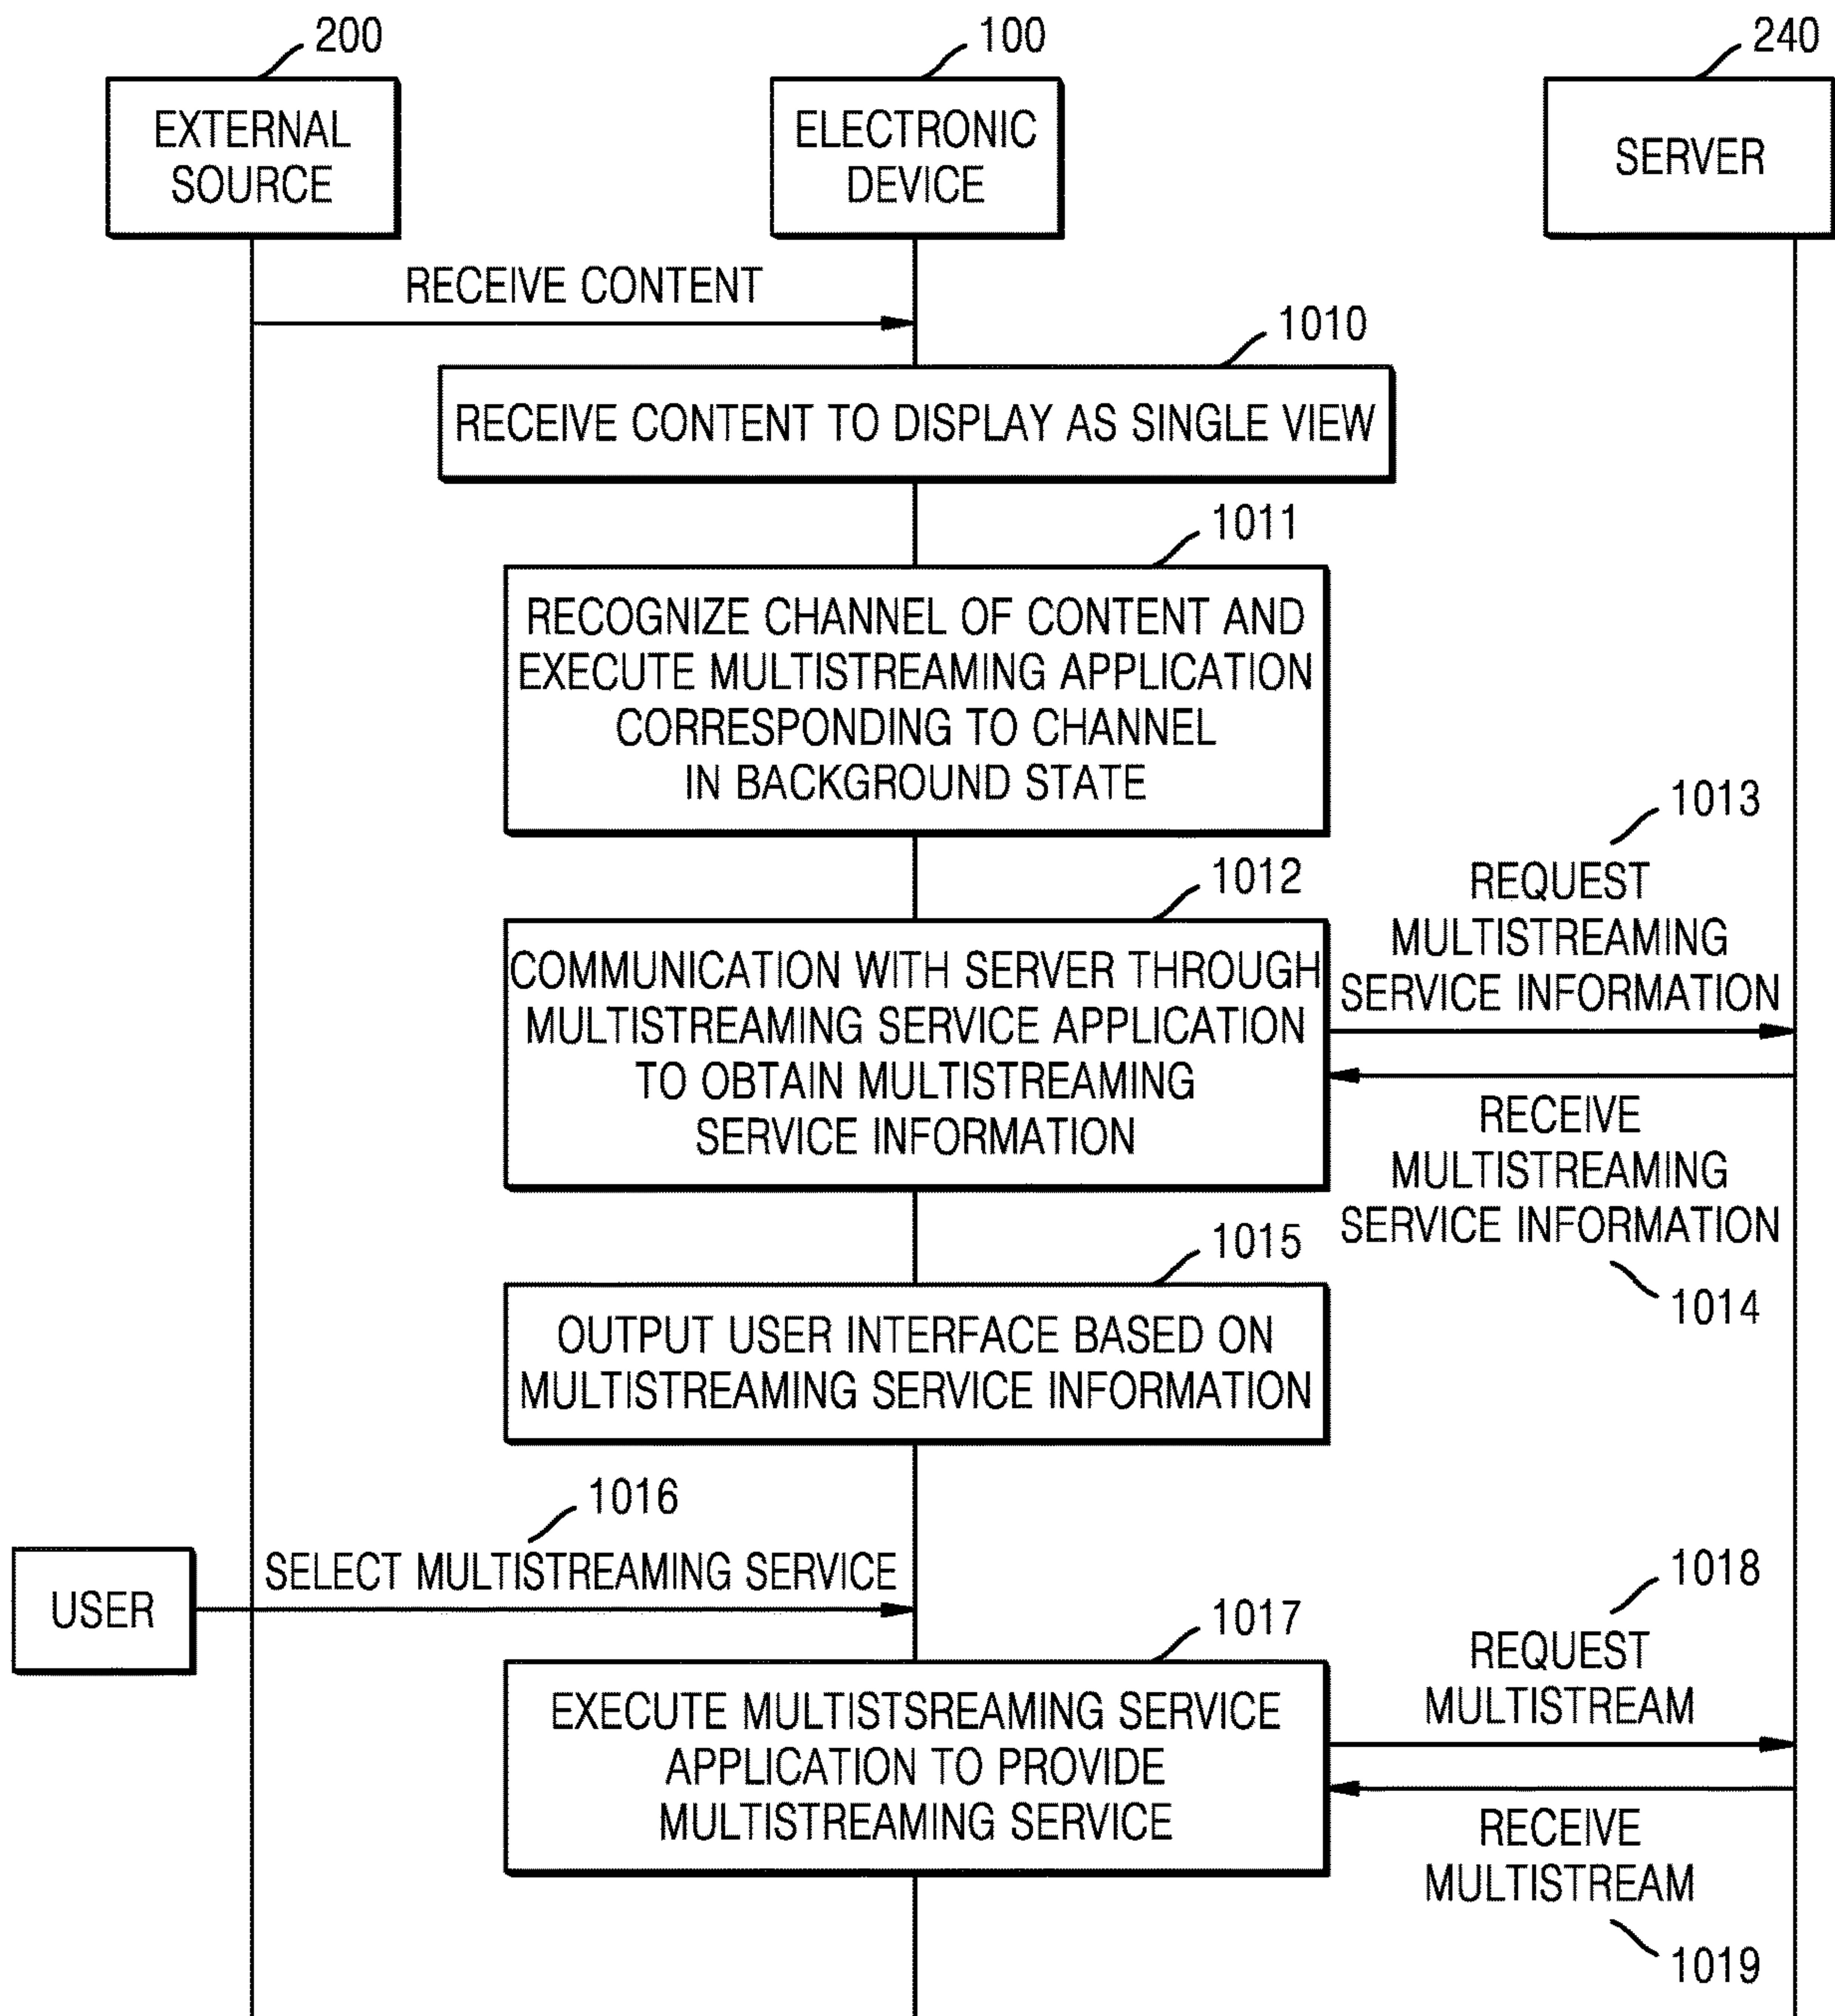 200
100
240
EXTERNAL
SOURCE
ELECTRONIC
DEVICE
SERVER
RECEIVE CONTENT
1010
RECEIVE CONTENT TO DISPLAY AS SINGLE VIEW
1011
RECOGNIZE CHANNEL OF CONTENT AND
EXECUTE MULTISTREAMING APPLICATION
CORRESPONDING TO CHANNEL
IN BACKGROUND STATE
1013
REQUEST
MULTISTREAMING
SERVICE INFORMATION
1012
COMMUNICATION WITH SERVER THROUGH
MULTISTREAMING SERVICE APPLICATION
TO OBTAIN MULTISTREAMING
SERVICE INFORMATION
RECEIVE
MULTISTREAMING
SERVICE INFORMATION
1014
1015
OUTPUT USER INTERFACE BASED ON
MULTISTREAMING SERVICE INFORMATION
1016
SELECT MULTISTREAMING SERVICE
USER
1018
REQUEST
MULTISTREAM
1017
EXECUTE MULTISTSREAMING SERVICE
APPLICATION TO PROVIDE
MULTISTREAMING SERVICE
RECEIVE
MULTISTREAM
1019